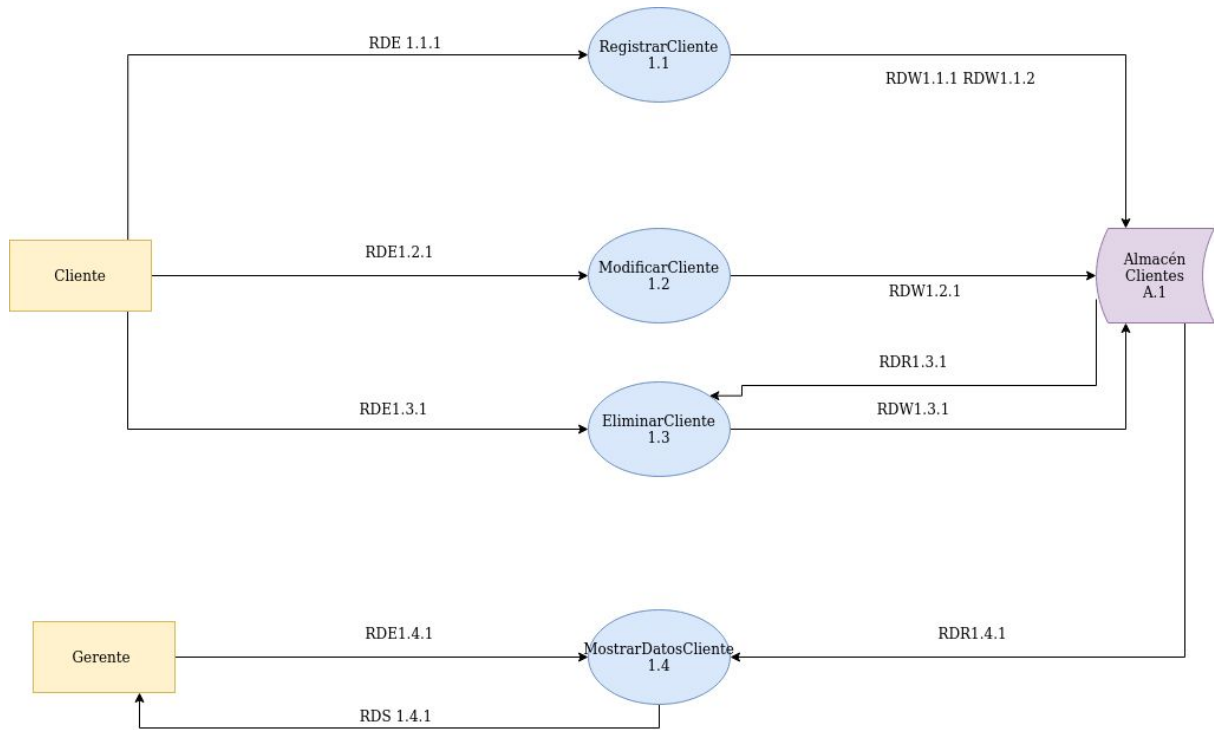 RDE 1.1.1
RegistrarCliente
1.1
RDW1.1.1 RDW1.1.2
Cliente
RDE1.2.1
ModificarCliente
1.2
RDW1.2.1
Almacén
Clientes
A.1
RDR1.3.1
RDE1.3.1
EliminarCliente
1.3
RDW1.3.1
Gerente
RDE1.4.1
MostrarDatosCliente
1.4
RDR1.4.1
RDS 1.4.1